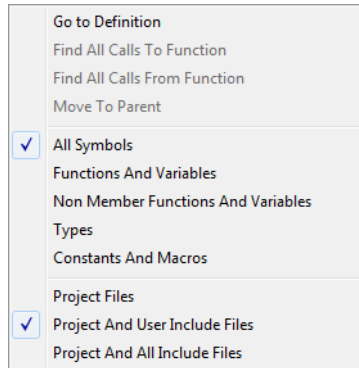 Go to Definition
Find All Calls To Function
Find All Calls From Function
Move To Parent
All Symbols
Functions And Variables
Non Member Functions And Variables
Types
Constants And Macros
Project Files
Project And User Include Files
Project And All Include Files